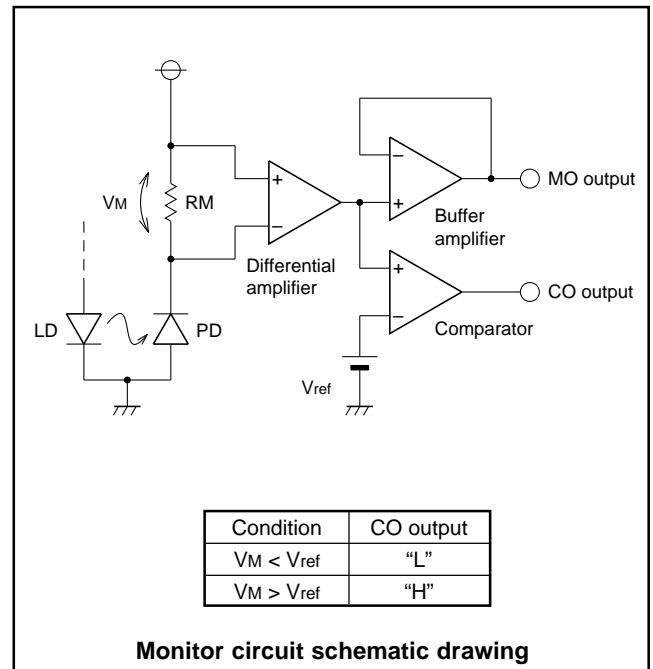 VM
RM
+
−
Differential
amplifier
−
+
Buffer
amplifier
MO output
+
−
Comparator
CO output
LD
PD
Vref
Condition CO output
VM < Vref “L”
VM > Vref “H”
Monitor circuit schematic drawing